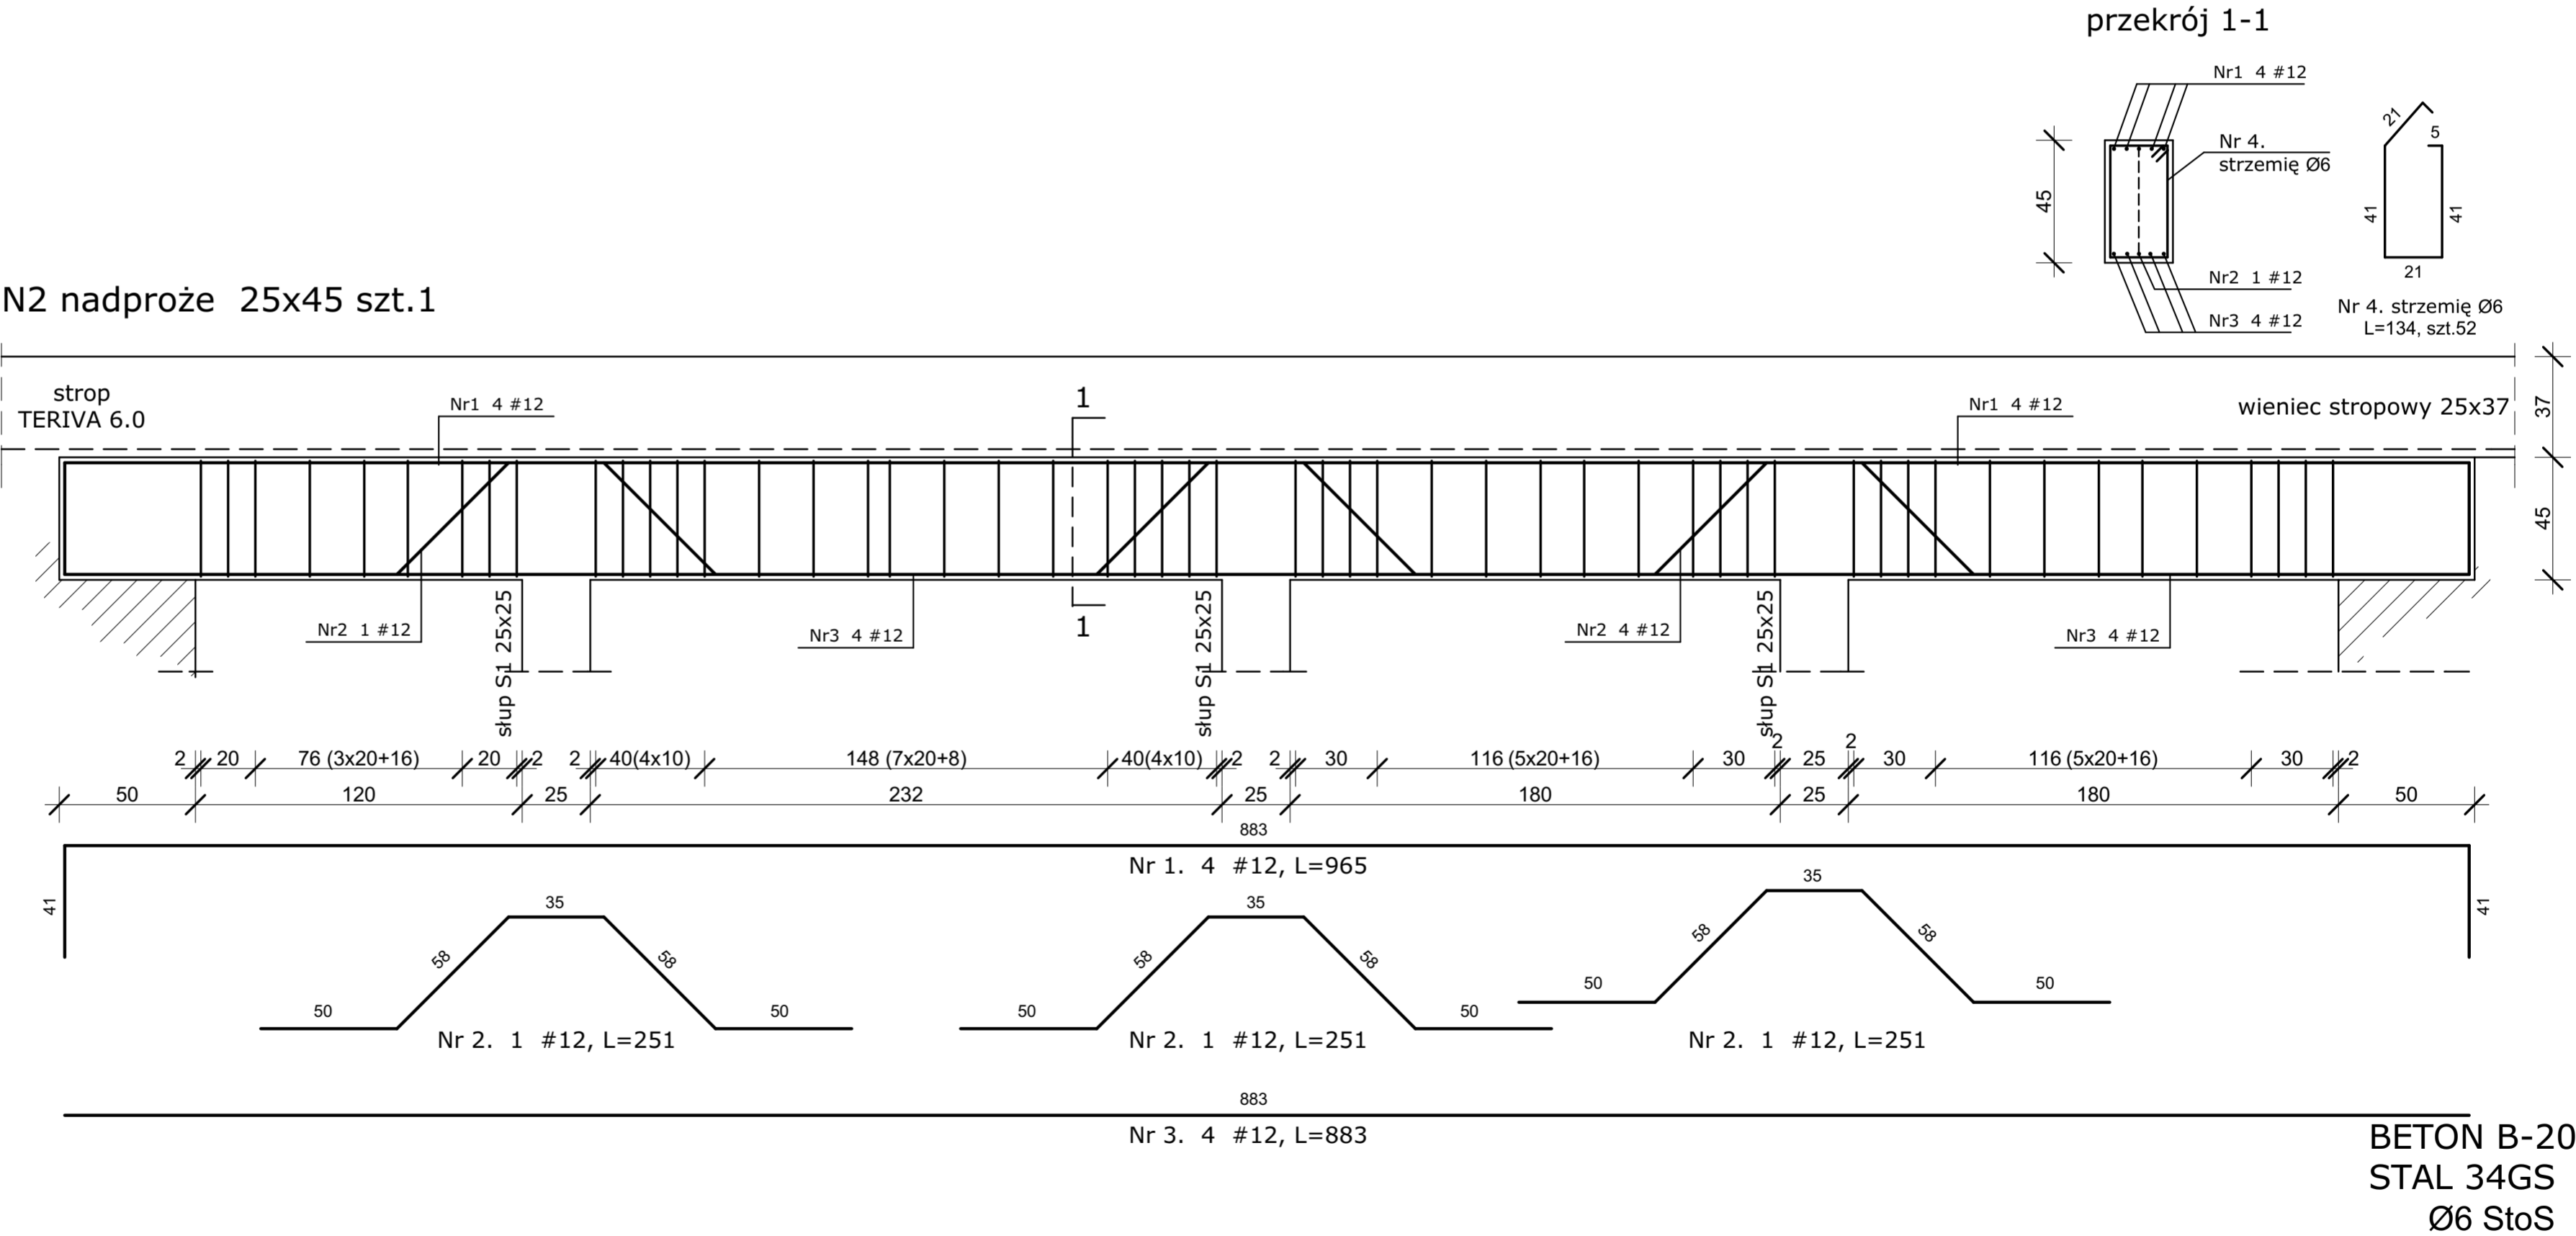 przekrój 1-1
Nr1 4 #12
Nr 4.
strzemię Ø6
45
Nr2 1 #12
Nr3 4 #12
21
5
41
41
21
Nr 4. strzemię Ø6
L=134, szt.52
N2 nadproże 25x45 szt.1
strop
TERIVA 6.0
Nr1 4 #12
1
Nr1 4 #12
wieniec stropowy 25x37
37
45
Nr2 1 #12
słup S1 25x25
Nr3 4 #12
1
słup S1 25x25
Nr2 4 #12
słup S1 25x25
Nr3 4 #12
2 20 76 (3x20+16) 20 2 2 40(4x10) 148 (7x20+8) 40(4x10) 2 2 30 116 (5x20+16) 30 2 25 2 30 116 (5x20+16) 30 2
50 120 25 232 25 180 25 180 50
883
Nr 1. 4 #12, L=965
41
41
35
58
58
50
50
Nr 2. 1 #12, L=251
35
58
58
50
50
Nr 2. 1 #12, L=251
35
58
58
50
50
Nr 2. 1 #12, L=251
883
Nr 3. 4 #12, L=883
BETON B-20
STAL 34GS
Ø6 StoS